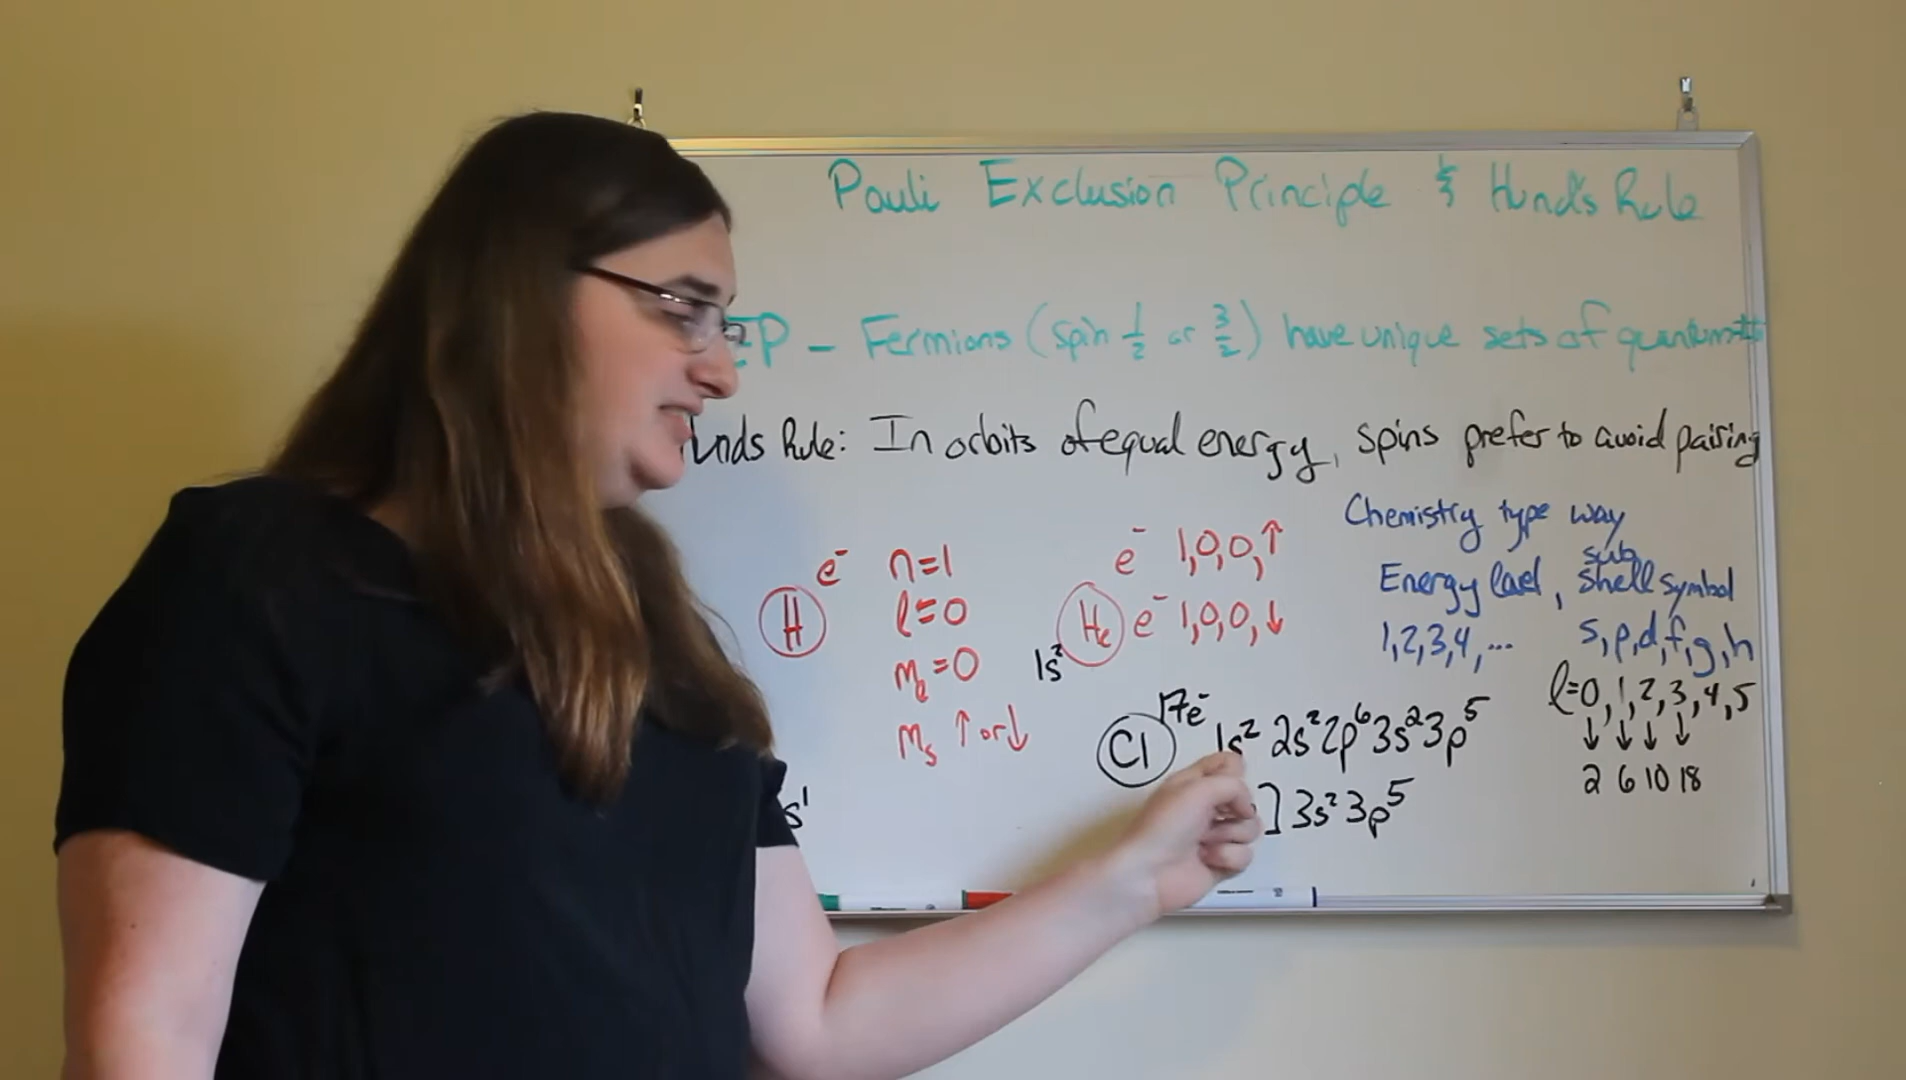 Pauli Exclusion Principle & Hund's Rule
EP - Fermions (spin 1/2 or 3/2) have unique sets of quantum #s
unds Rule: In orbits of equal energy, spins prefer to avoid pairing
H e⁻ n=1
l=0
mₗ=0
mₛ ↑ or ↓
s¹
e⁻ 1,0,0,↑
He e⁻ 1,0,0,↓
1s²
Cl 17e⁻ 1s² 2s² 2p⁶ 3s² 3p⁵
] 3s² 3p⁵
Chemistry type way
Energy level, subshell symbol
1,2,3,4,... s,p,d,f,g,h
l=0,1,2,3,4,5
↓ ↓ ↓ ↓
2 6 10 18